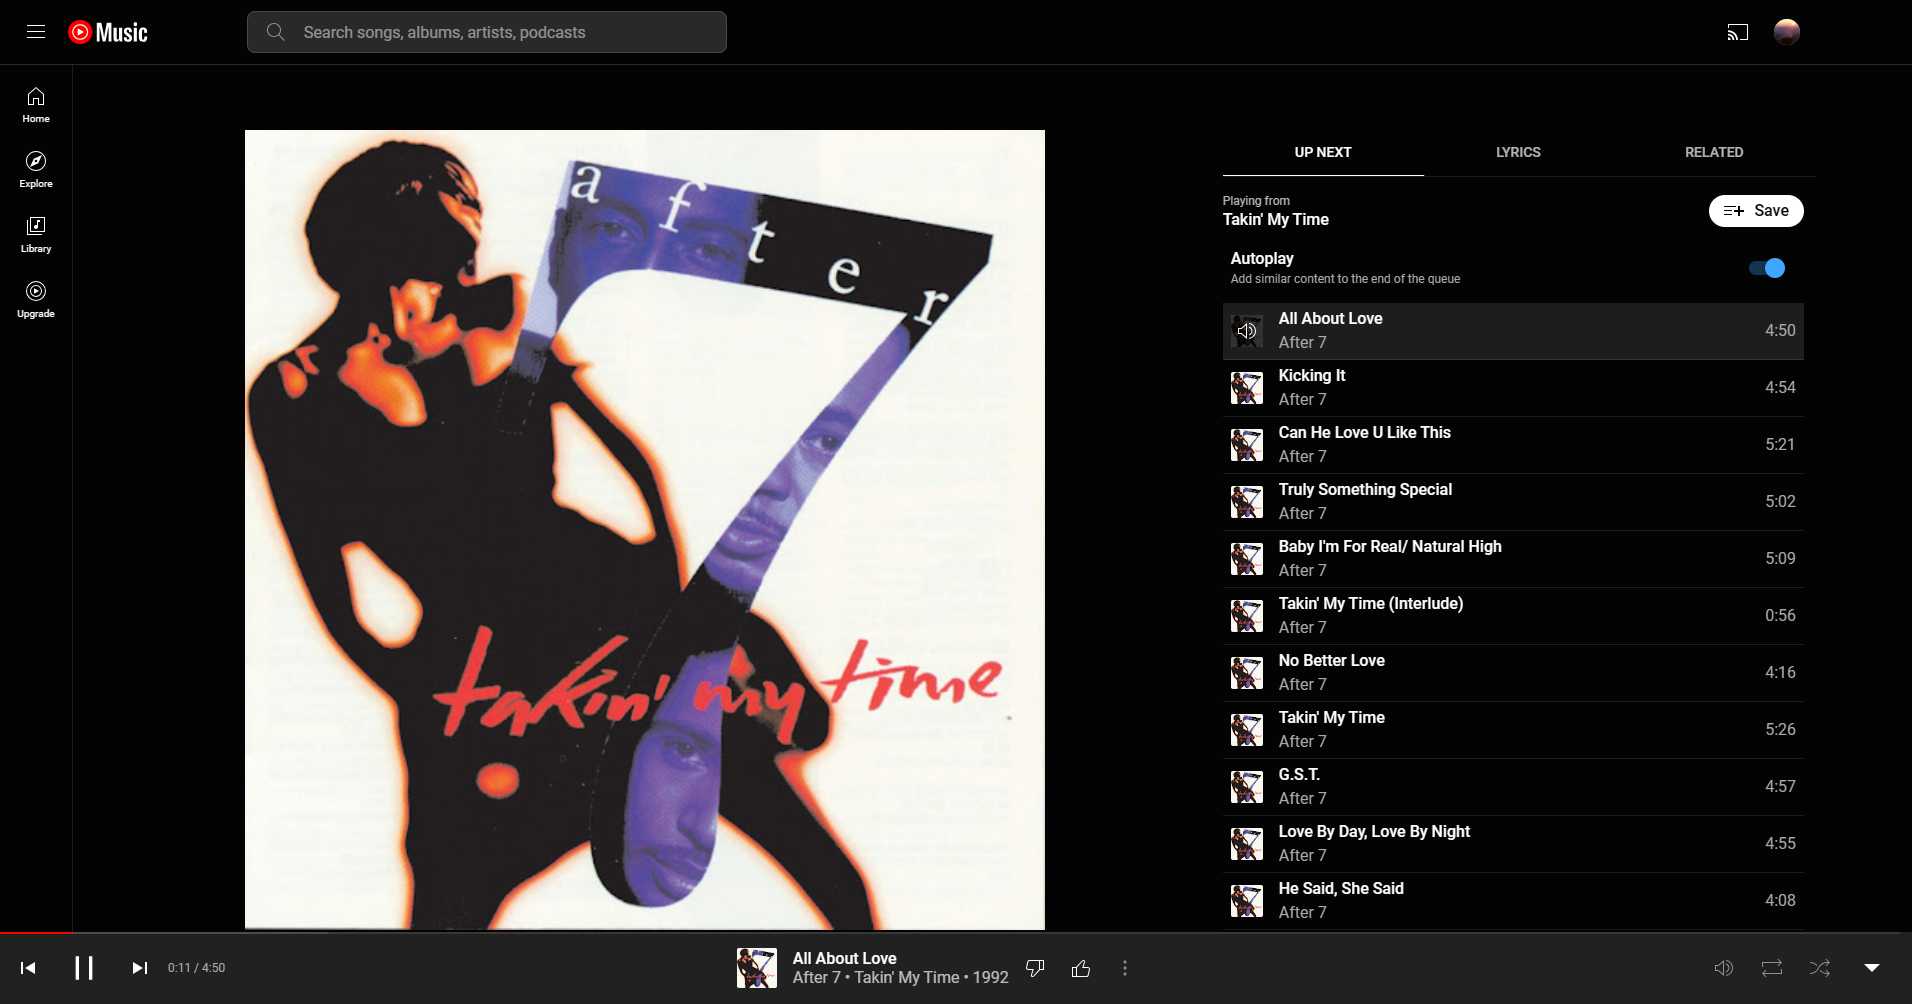 Music
Search songs, albums, artists, podcasts
Home
Explore
Library
Upgrade
after
takin' my time
UP NEXT
LYRICS
RELATED
Playing from
Takin' My Time
Save
Autoplay
Add similar content to the end of the queue
All About Love
After 7
4:50
Kicking It
After 7
4:54
Can He Love U Like This
After 7
5:21
Truly Something Special
After 7
5:02
Baby I'm For Real/ Natural High
After 7
5:09
Takin' My Time (Interlude)
After 7
0:56
No Better Love
After 7
4:16
Takin' My Time
After 7
5:26
G.S.T.
After 7
4:57
Love By Day, Love By Night
After 7
4:55
He Said, She Said
After 7
4:08
0:11 / 4:50
All About Love
After 7 • Takin' My Time • 1992